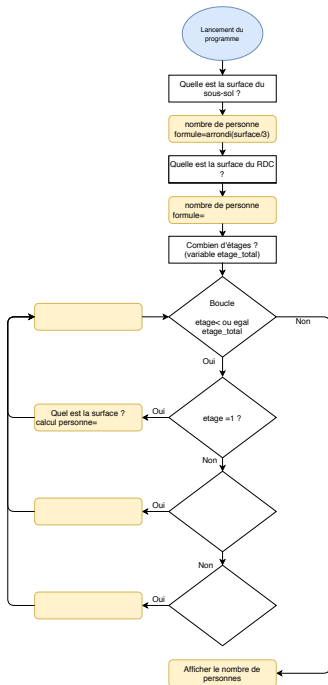 Lancement du
programme
Quelle est la surface du
sous-sol ?
nombre de personne
formule=arrondi(surface/3)
Quelle est la surface du RDC
?
nombre de personne
formule=
Combien d'étages ?
(variable etage_total)
Boucle
etage< ou egal
etage_total
Non
Oui
Quel est la surface ?
calcul personne=
Oui
etage =1 ?
Non
Oui
Non
Oui
Afficher le nombre de
personnes